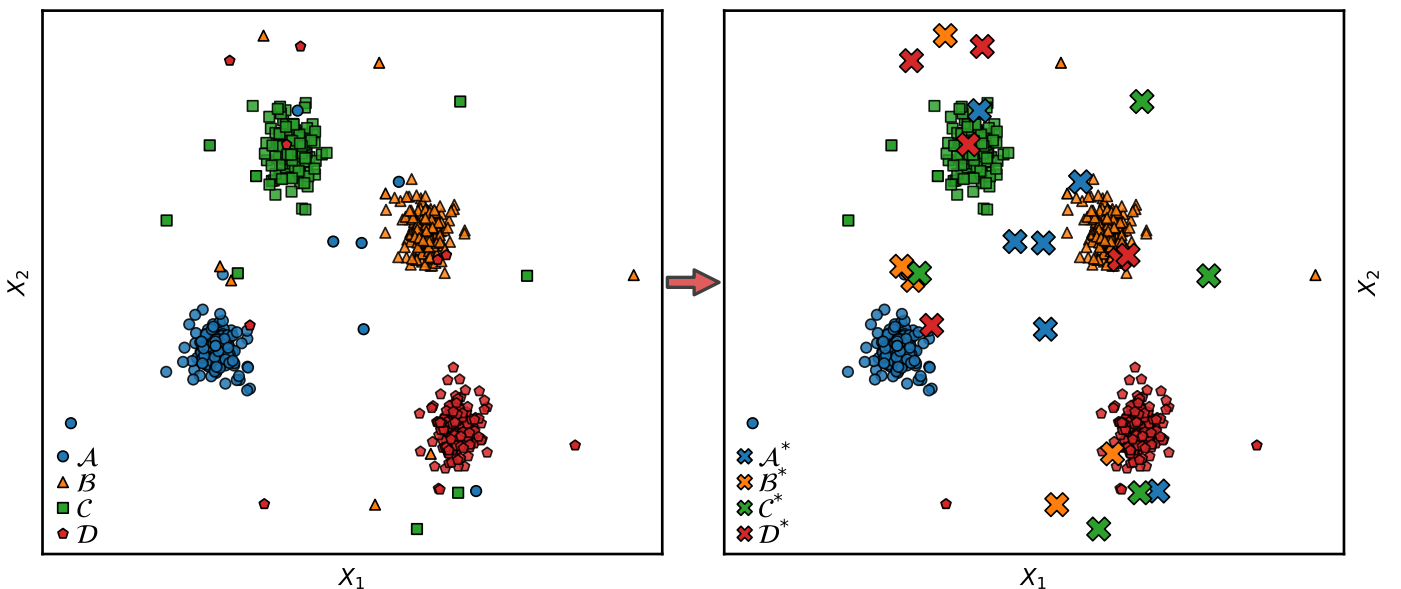 X₂
𝒜
ℬ
𝒞
𝒟
X₁
𝒜*
ℬ*
𝒞*
𝒟*
X₁
X₂